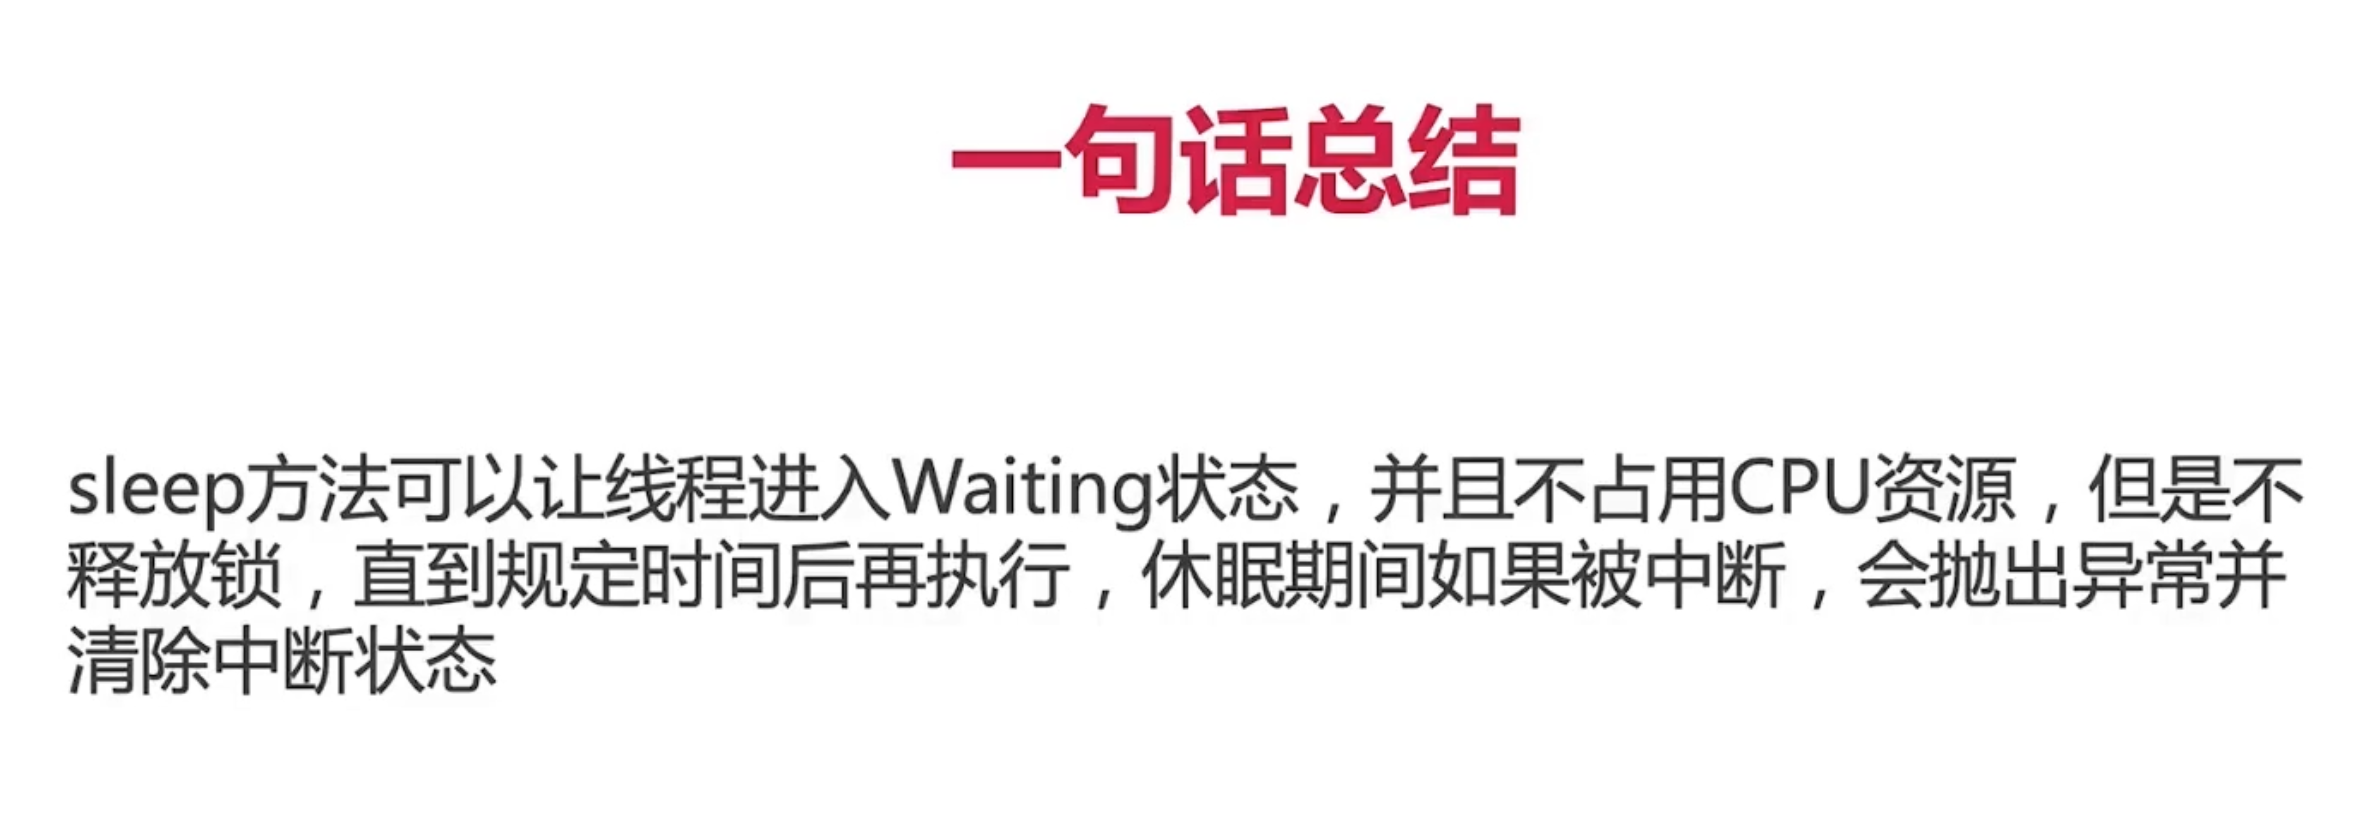 一句话总结
sleep方法可以让线程进入Waiting状态，并且不占用CPU资源，但是不
释放锁，直到规定时间后再执行，休眠期间如果被中断，会抛出异常并
清除中断状态